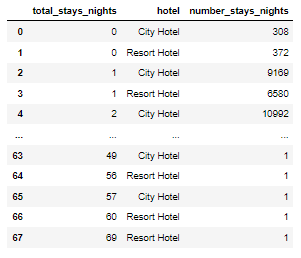 total_stays_nights hotel number_stays_nights
0 0 City Hotel 308
1 0 Resort Hotel 372
2 1 City Hotel 9169
3 1 Resort Hotel 6580
4 2 City Hotel 10992
... ... ... ...
63 49 City Hotel 1
64 56 Resort Hotel 1
65 57 City Hotel 1
66 60 Resort Hotel 1
67 69 Resort Hotel 1